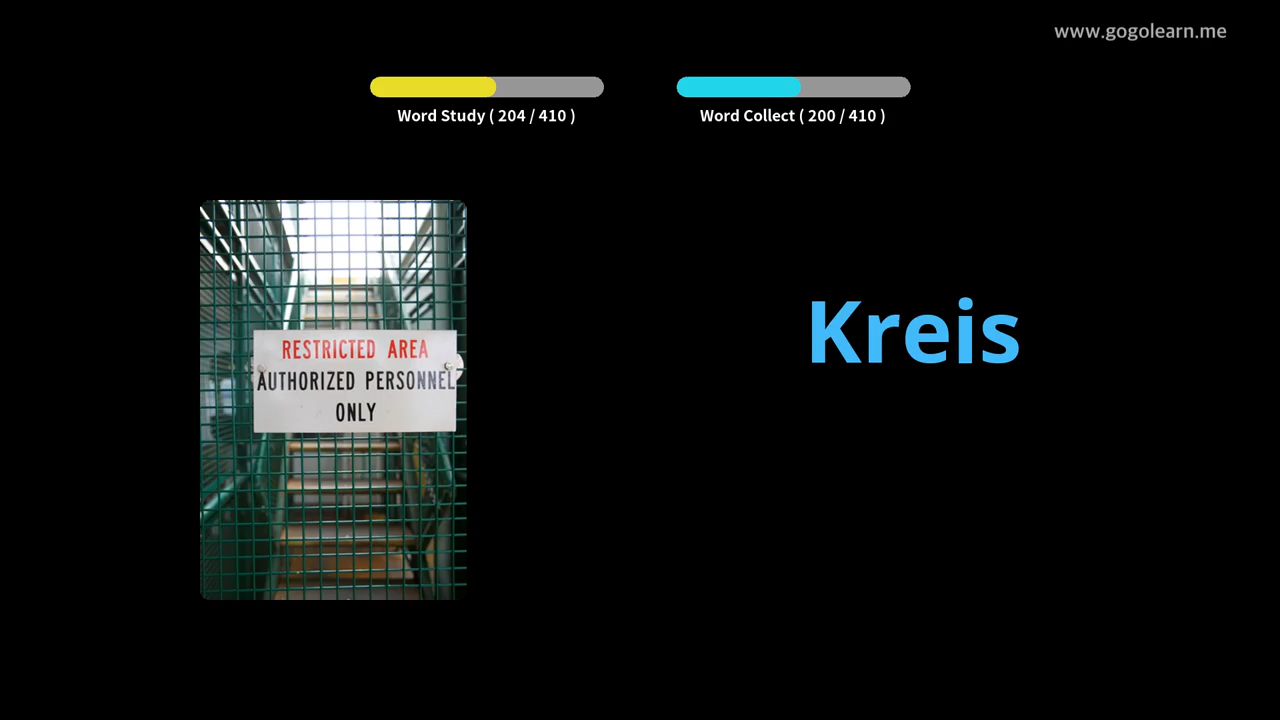 www.gogolearn.me
Word Study ( 204 / 410 )
Word Collect ( 200 / 410 )
RESTRICTED AREA
AUTHORIZED PERSONNEL
ONLY
Kreis